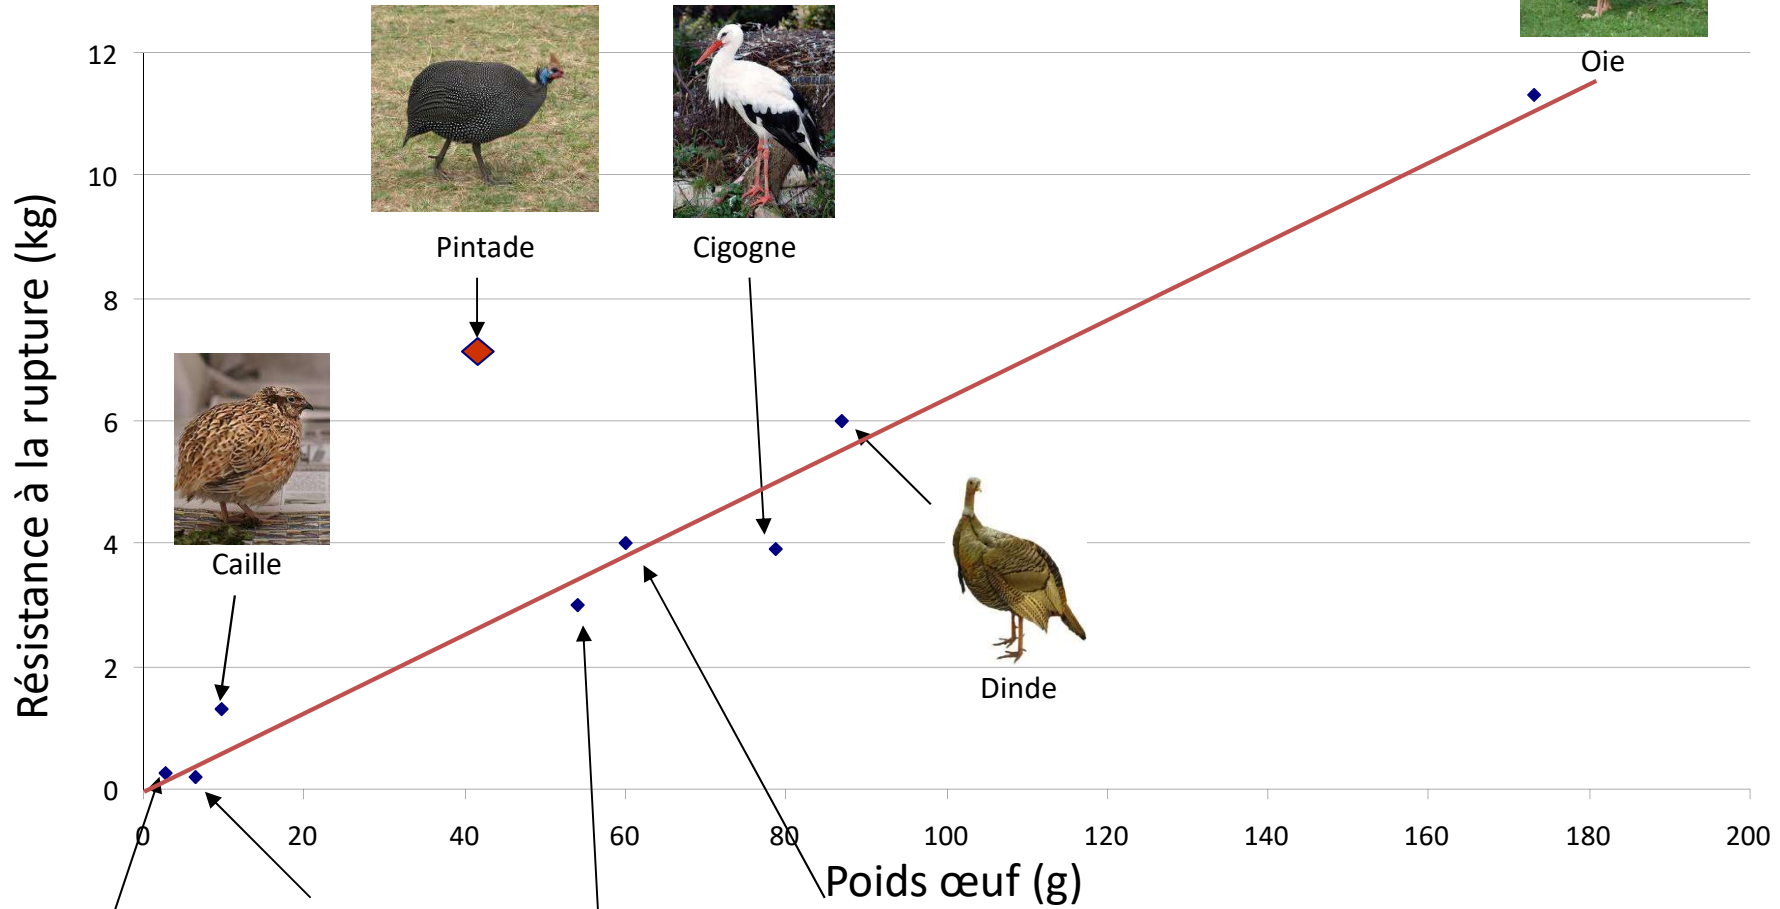 Oie
12
10
8
6
4
2
0
Résistance à la rupture (kg)
Pintade
Cigogne
Caille
Dinde
0 20 40 60 80 100 120 140 160 180 200
Poids œuf (g)